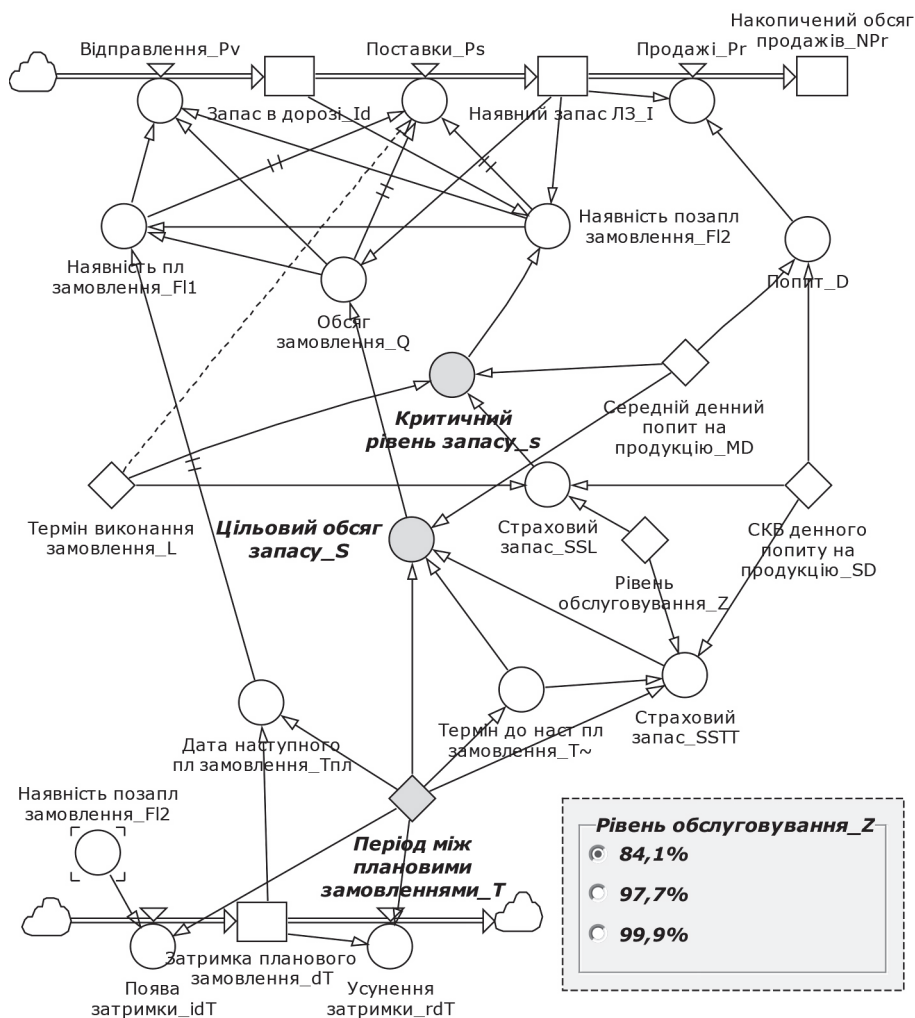 Накопичений обсяг
продажів_NPr
Відправлення_Pv
Поставки_Ps
Продажі_Pr
Запас в дорозі_Id
Наявний запас ЛЗ_I
Наявність позапл
замовлення_Fl2
Наявність пл
замовлення_Fl1
Попит_D
Обсяг
замовлення_Q
Критичний
рівень запасу_s
Середній денний
попит на
продукцію_MD
Термін виконання
замовлення_L
Цільовий обсяг
запасу_S
Страховий
запас_SSL
СКВ денного
попиту на
продукцію_SD
Рівень
обслуговування_Z
Страховий
запас_SSTT
Термін до наст пл
замовлення_T~
Дата наступного
пл замовлення_Tпл
Наявність позапл
замовлення_Fl2
Період між
плановими
замовленнями_T
Рівень обслуговування_Z
84,1%
97,7%
99,9%
Затримка планового
замовлення_dT
Поява
затримки_idT
Усунення
затримки_rdT